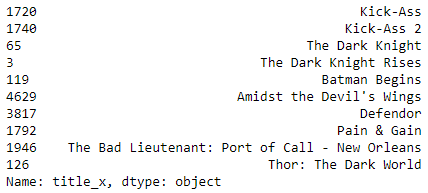 1720 Kick-Ass
1740 Kick-Ass 2
65 The Dark Knight
3 The Dark Knight Rises
119 Batman Begins
4629 Amidst the Devil's Wings
3817 Defendor
1792 Pain & Gain
1946 The Bad Lieutenant: Port of Call - New Orleans
126 Thor: The Dark World
Name: title_x, dtype: object